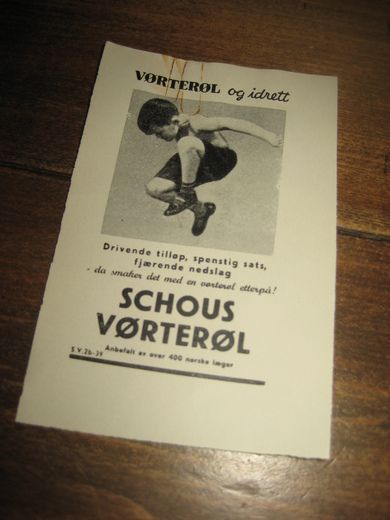 VØRTERØL og idrett
Drivende tilløp, spenstig sats,
fjærende nedslag
- da smaker det med en vørterøl etterpå!
SCHOUS
VØRTERØL
Anbefalt av over 400 norske læger
S.V. 26-39